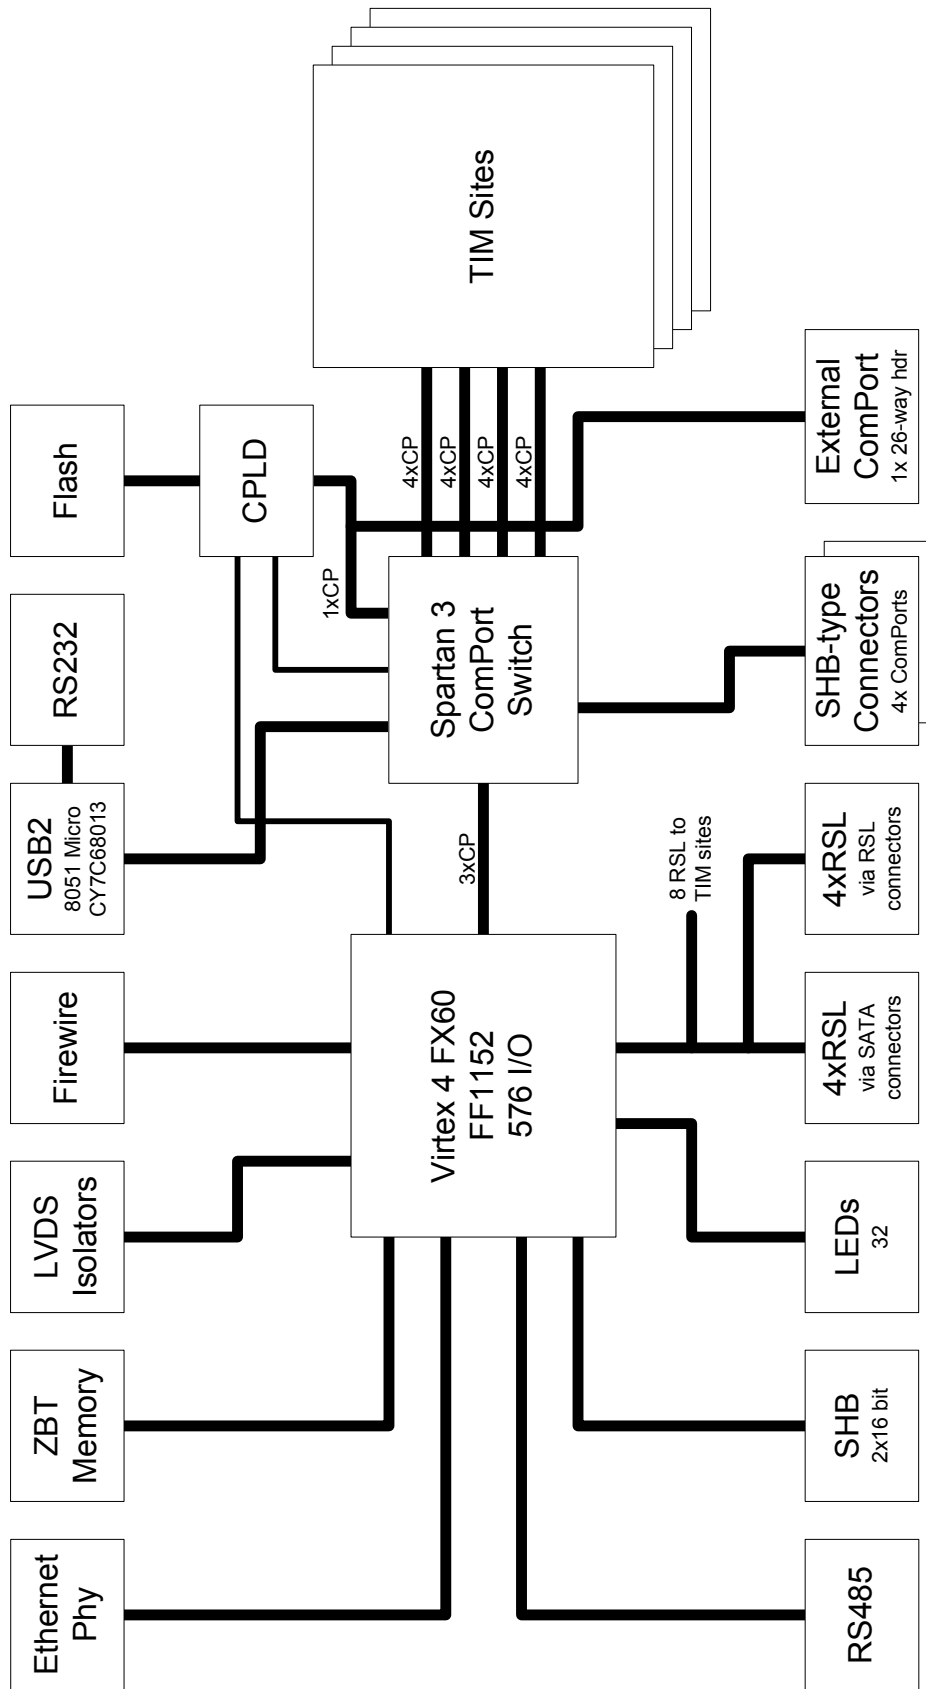 Ethernet
Phy
ZBT
Memory
LVDS
Isolators
Firewire
USB2
8051 Micro
CY7C68013
RS232
Flash
CPLD
1xCP
Virtex 4 FX60
FF1152
576 I/O
3xCP
Spartan 3
ComPort
Switch
4xCP
4xCP
4xCP
4xCP
TIM Sites
8 RSL to
TIM sites
RS485
SHB
2x16 bit
LEDs
32
4xRSL
via SATA
connectors
4xRSL
via RSL
connectors
SHB-type
Connectors
4x ComPorts
External
ComPort
1x 26-way hdr